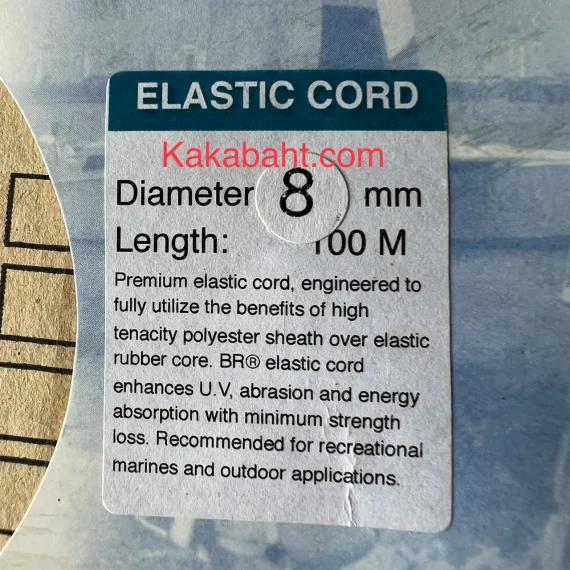 ELASTIC CORD
Kakabaht.com
Diameter 8 mm
Length: 100 M
Premium elastic cord, engineered to
fully utilize the benefits of high
tenacity polyester sheath over elastic
rubber core. BR® elastic cord
enhances U.V, abrasion and energy
absorption with minimum strength
loss. Recommended for recreational
marines and outdoor applications.